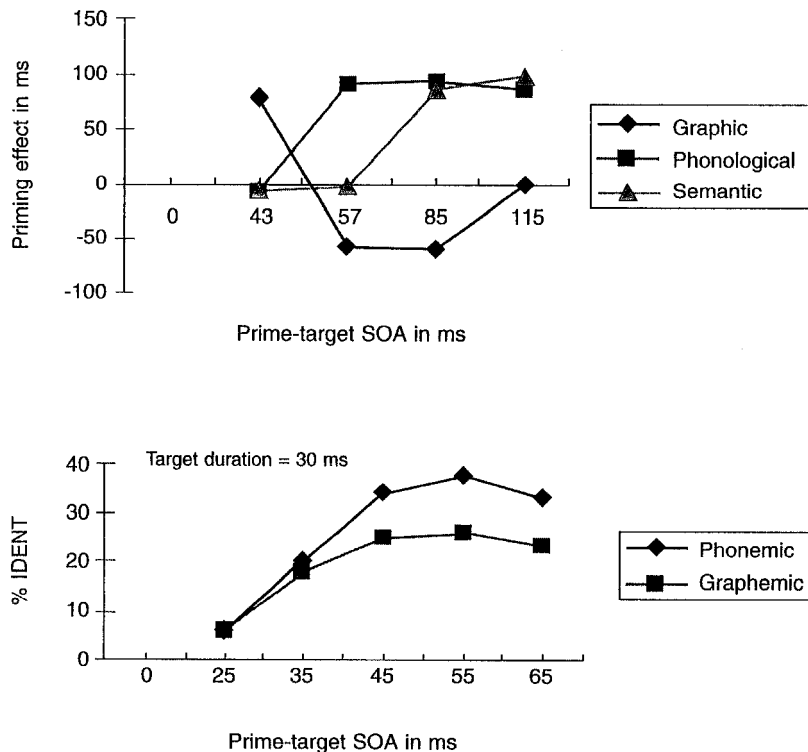 150
100
50
0
-50
-100
Priming effect in ms
0 43 57 85 115
Prime-target SOA in ms
Graphic
Phonological
Semantic
Target duration = 30 ms
40
30
20
10
0
% IDENT
0 25 35 45 55 65
Prime-target SOA in ms
Phonemic
Graphemic